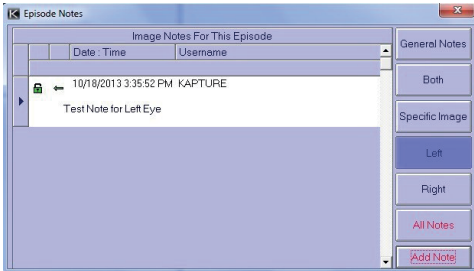 Episode Notes
Image Notes For This Episode
Date : Time Username
10/18/2013 3:35:52 PM KAPTURE
Test Note for Left Eye
General Notes
Both
Specific Image
Left
Right
All Notes
Add Note